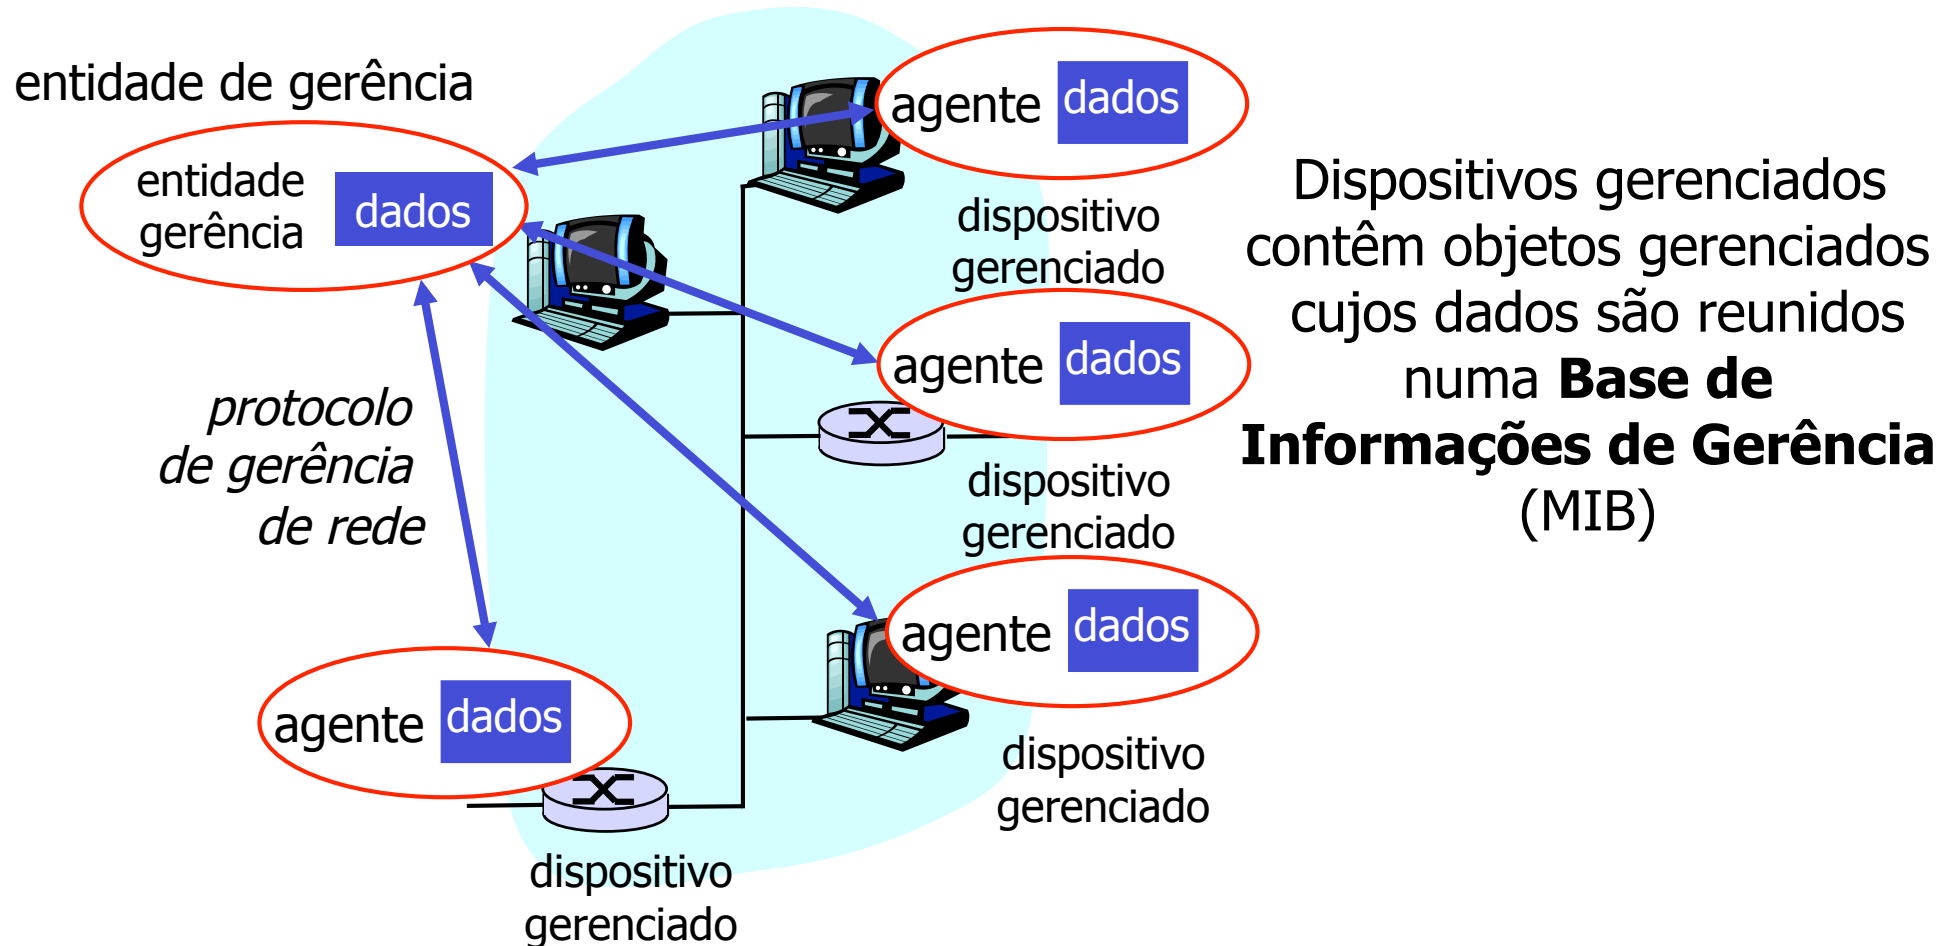 entidade de gerência
entidade
gerência
dados
agente dados
dispositivo
gerenciado
agente dados
dispositivo
gerenciado
protocolo
de gerência
de rede
agente dados
dispositivo
gerenciado
agente dados
dispositivo
gerenciado
Dispositivos gerenciados
contêm objetos gerenciados
cujos dados são reunidos
numa Base de
Informações de Gerência
(MIB)